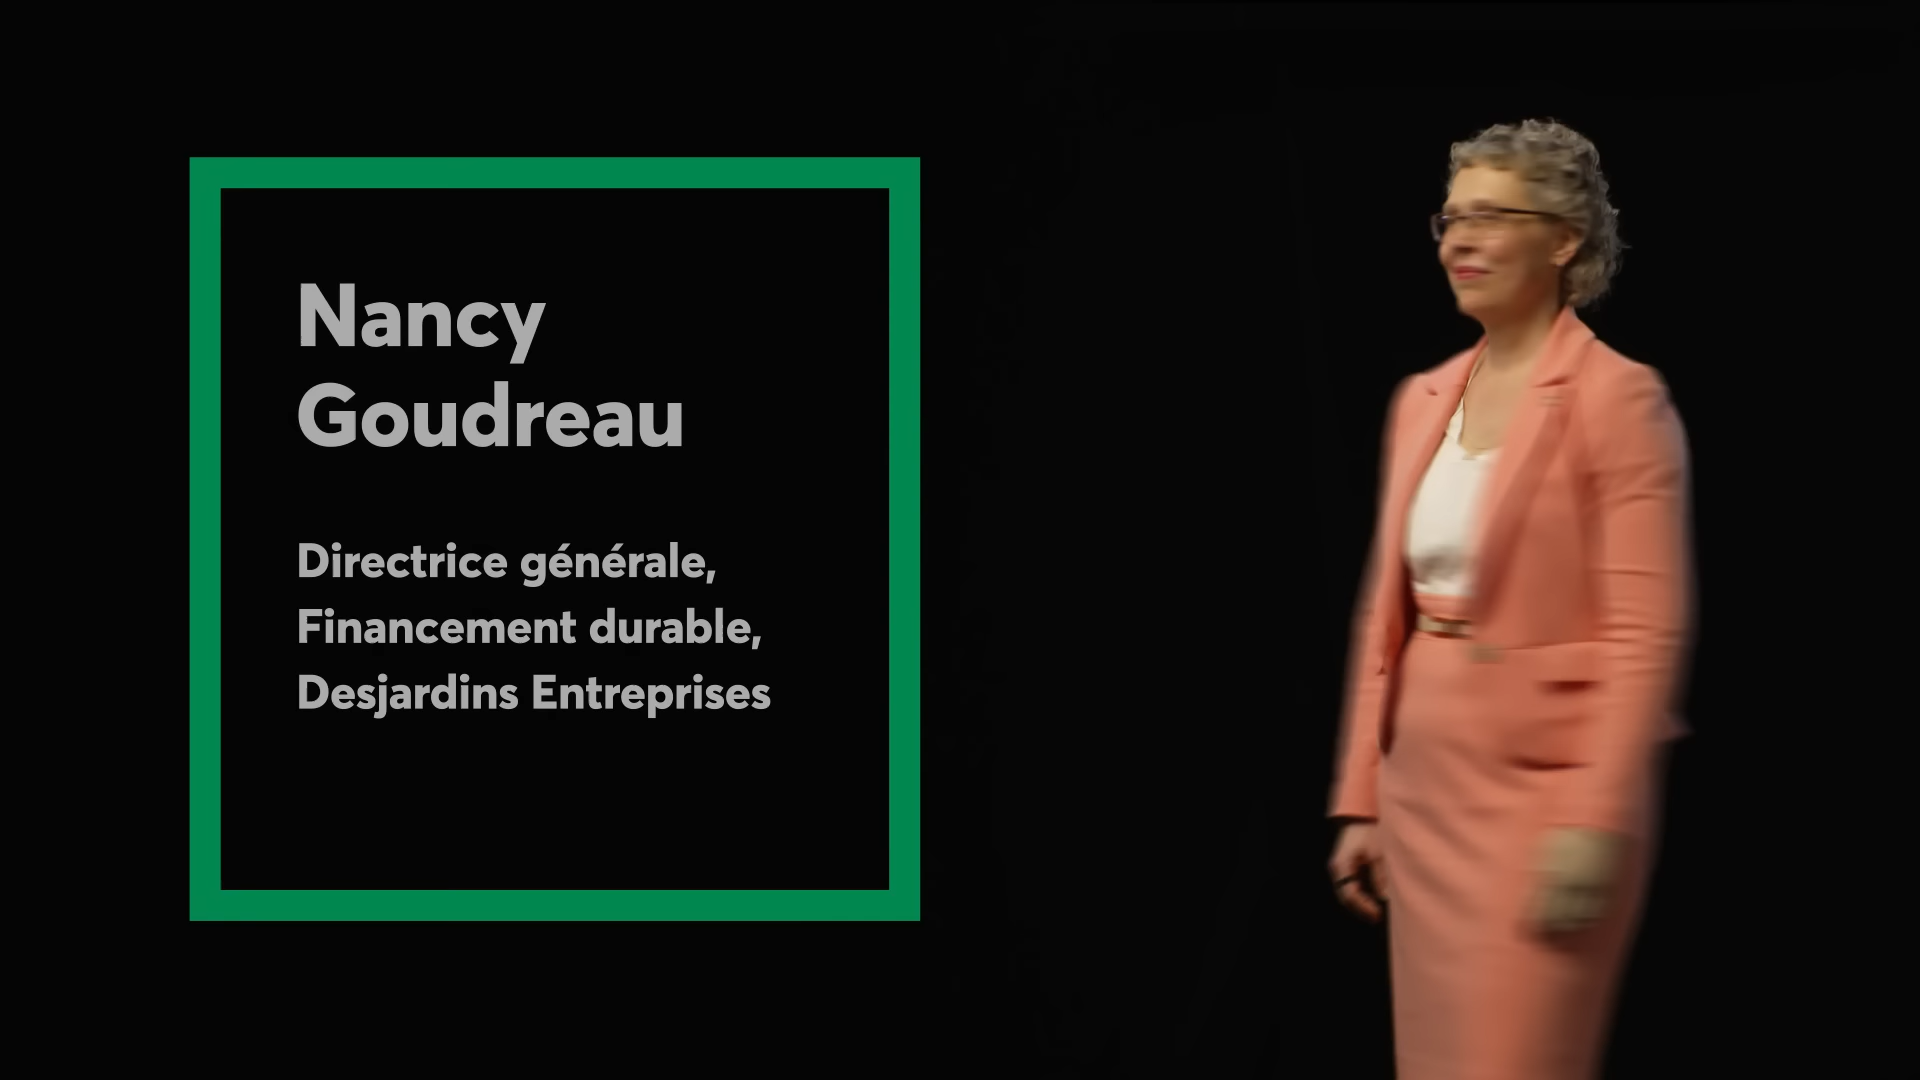 Nancy
Goudreau
Directrice générale,
Financement durable,
Desjardins Entreprises